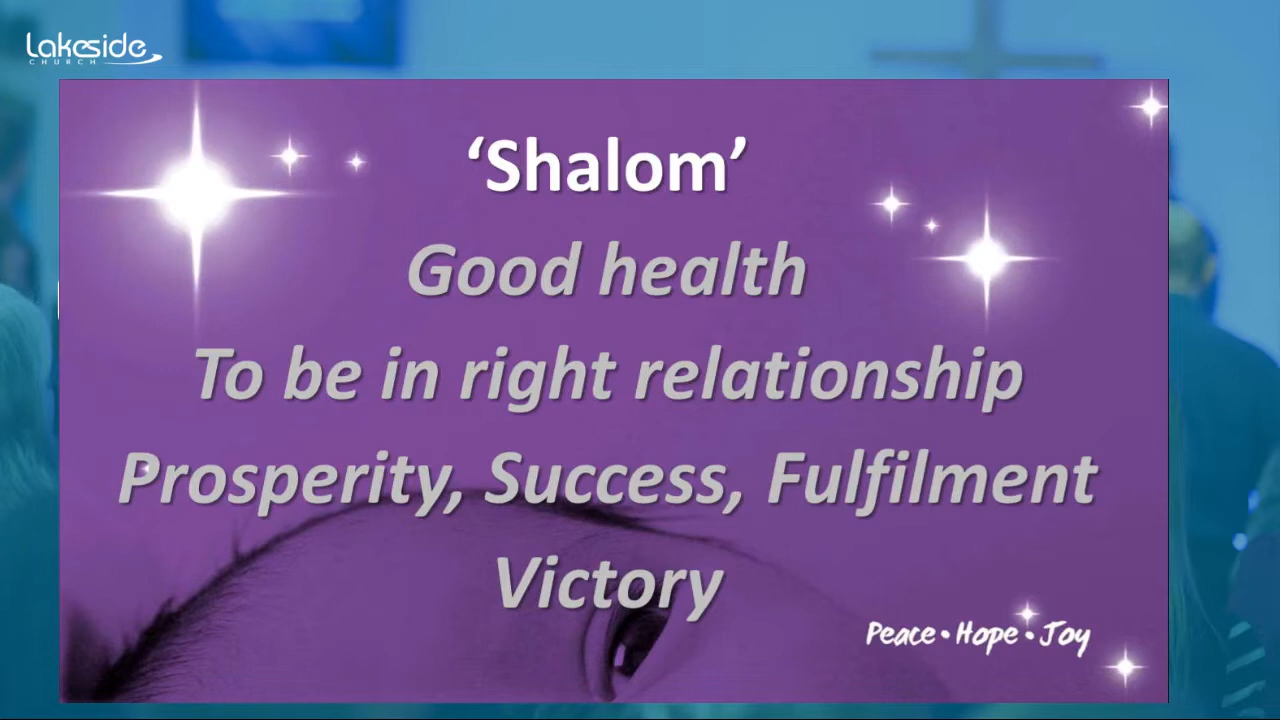 Lakeside
CHURCH
‘Shalom’
Good health
To be in right relationship
Prosperity, Success, Fulfilment
Victory
Peace • Hope • Joy